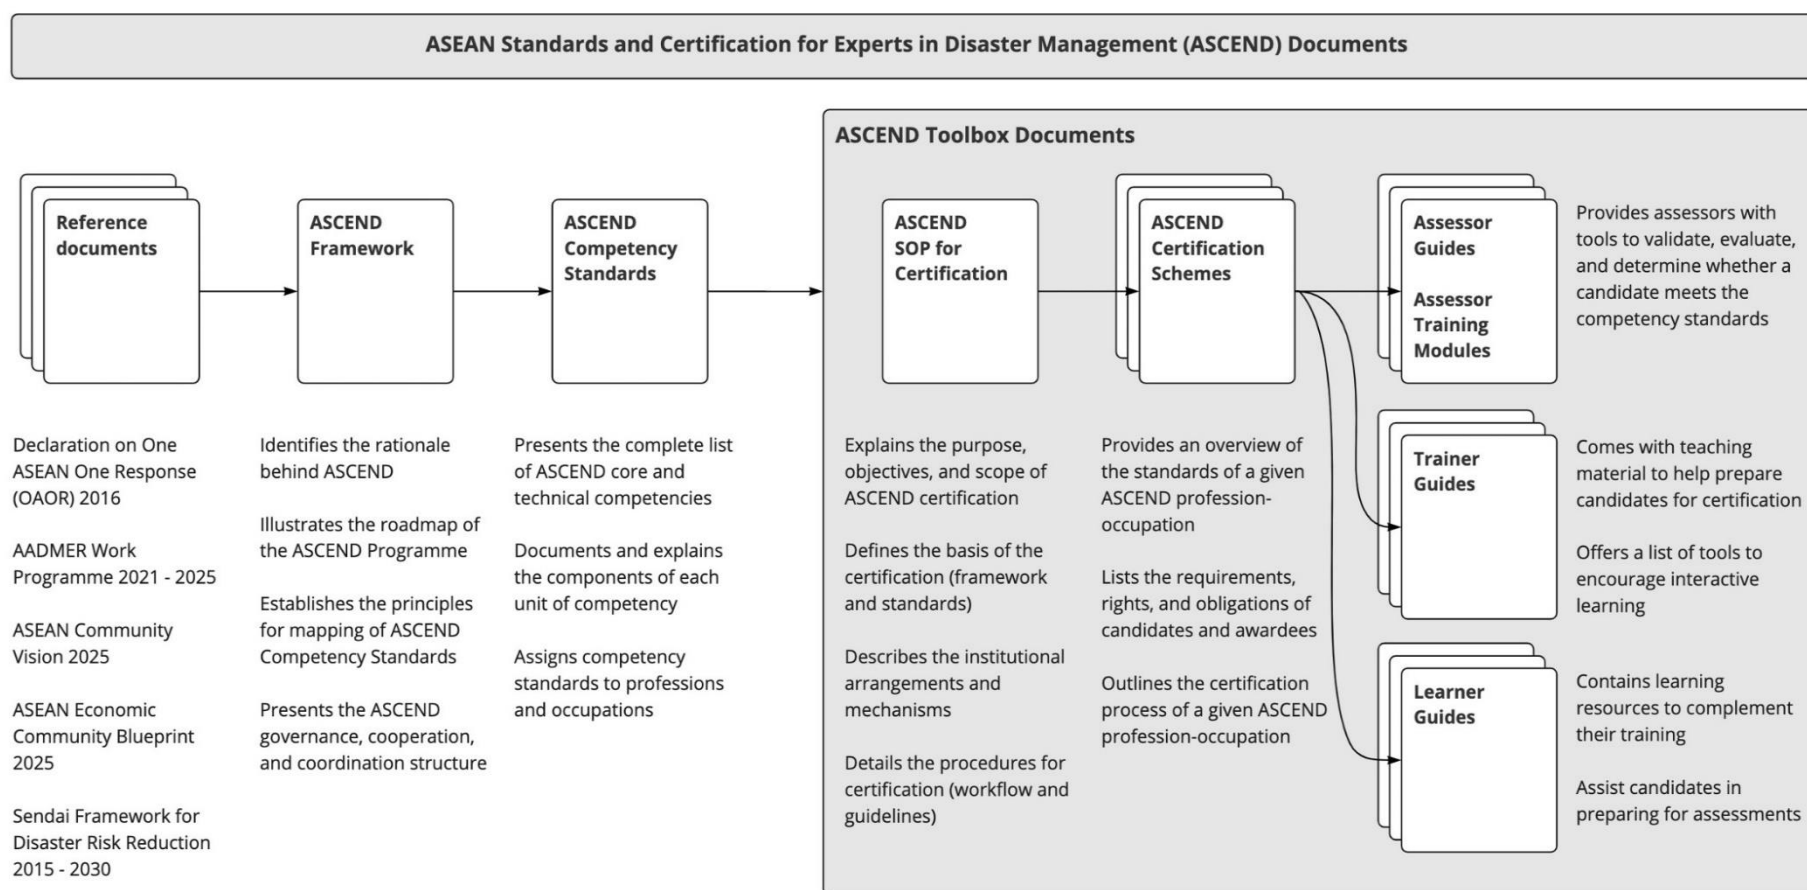 ASEAN Standards and Certification for Experts in Disaster Management (ASCEND) Documents
ASCEND Toolbox Documents
Reference
documents
ASCEND
Framework
ASCEND
Competency
Standards
ASCEND
SOP for
Certification
ASCEND
Certification
Schemes
Assessor
Guides
Assessor
Training
Modules
Provides assessors with
tools to validate, evaluate,
and determine whether a
candidate meets the
competency standards
Declaration on One
ASEAN One Response
(OAOR) 2016
AADMER Work
Programme 2021 - 2025
ASEAN Community
Vision 2025
ASEAN Economic
Community Blueprint
2025
Sendai Framework for
Disaster Risk Reduction
2015 - 2030
Identifies the rationale
behind ASCEND
Illustrates the roadmap of
the ASCEND Programme
Establishes the principles
for mapping of ASCEND
Competency Standards
Presents the ASCEND
governance, cooperation,
and coordination structure
Presents the complete list
of ASCEND core and
technical competencies
Documents and explains
the components of each
unit of competency
Assigns competency
standards to professions
and occupations
Explains the purpose,
objectives, and scope of
ASCEND certification
Defines the basis of the
certification (framework
and standards)
Describes the institutional
arrangements and
mechanisms
Details the procedures for
certification (workflow and
guidelines)
Provides an overview of
the standards of a given
ASCEND profession-
occupation
Lists the requirements,
rights, and obligations of
candidates and awardees
Outlines the certification
process of a given ASCEND
profession-occupation
Trainer
Guides
Comes with teaching
material to help prepare
candidates for certification
Offers a list of tools to
encourage interactive
learning
Learner
Guides
Contains learning
resources to complement
their training
Assist candidates in
preparing for assessments